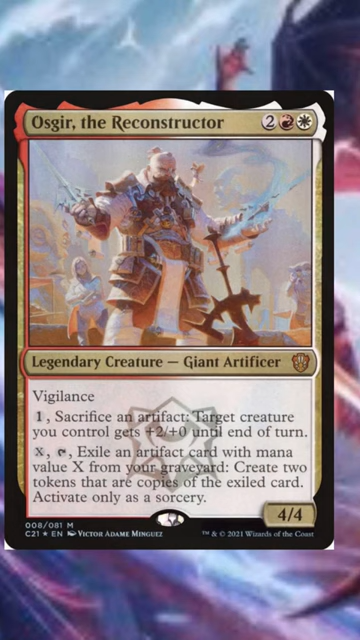 Osgir, the Reconstructor 2
Legendary Creature — Giant Artificer
Vigilance
1, Sacrifice an artifact: Target creature
you control gets +2/+0 until end of turn.
X, , Exile an artifact card with mana
value X from your graveyard: Create two
tokens that are copies of the exiled card.
Activate only as a sorcery.
4/4
008/081 M
C21 ★ EN Victor Adame Minguez
™ & © 2021 Wizards of the Coast